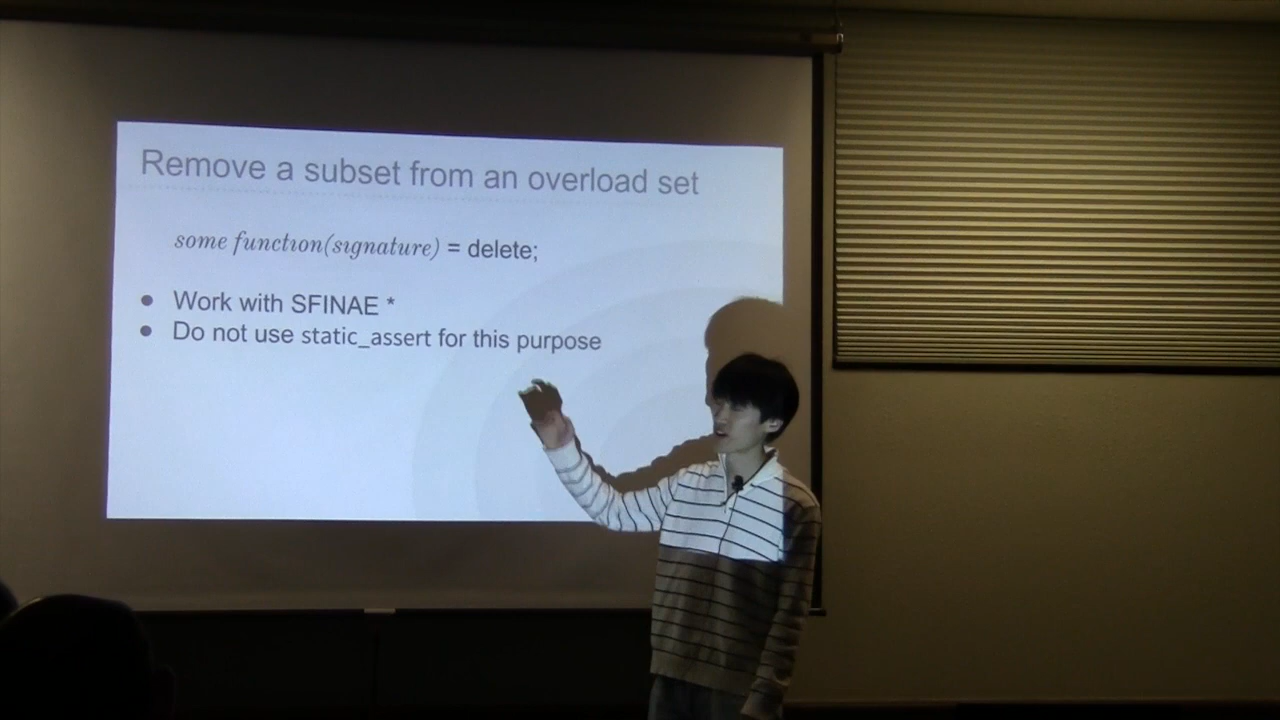 Remove a subset from an overload set
some function(signature) = delete;
● Work with SFINAE *
● Do not use static_assert for this purpose